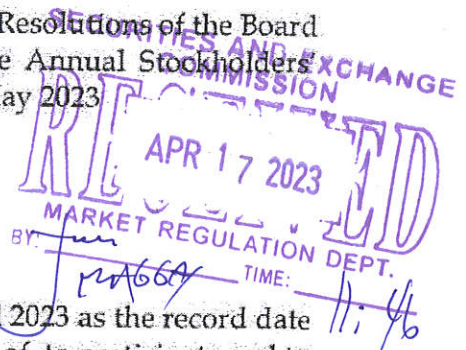 Resolutions of the Board
SECURITIES AND EXCHANGE
e Annual Stockholders'
COMMISSION
ay 2023
RECEIVED
APR 17 2023
MARKET REGULATION DEPT.
BY:
TIME: 11:46
2023 as the record date